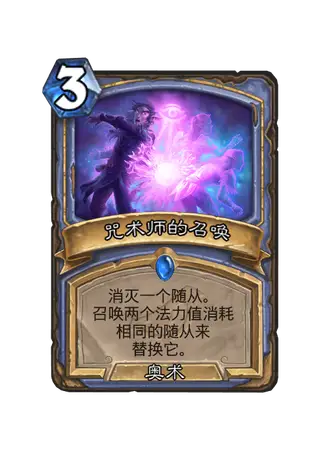 3
咒术师的召唤
消灭一个随从。
召唤两个法力值消耗
相同的随从来
替换它。
奥术